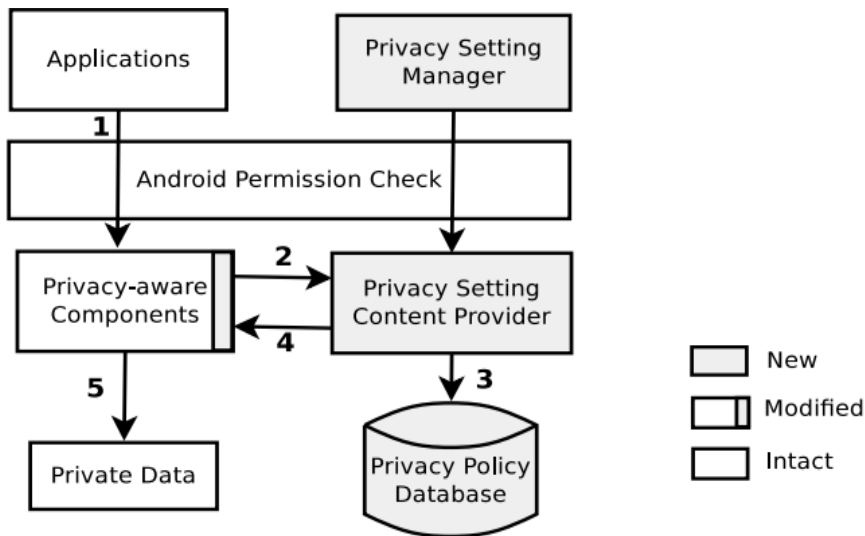 Applications
Privacy Setting
Manager
1
Android Permission Check
Privacy-aware
Components
2
4
Privacy Setting
Content Provider
5
3
Private Data
Privacy Policy
Database
New
Modified
Intact